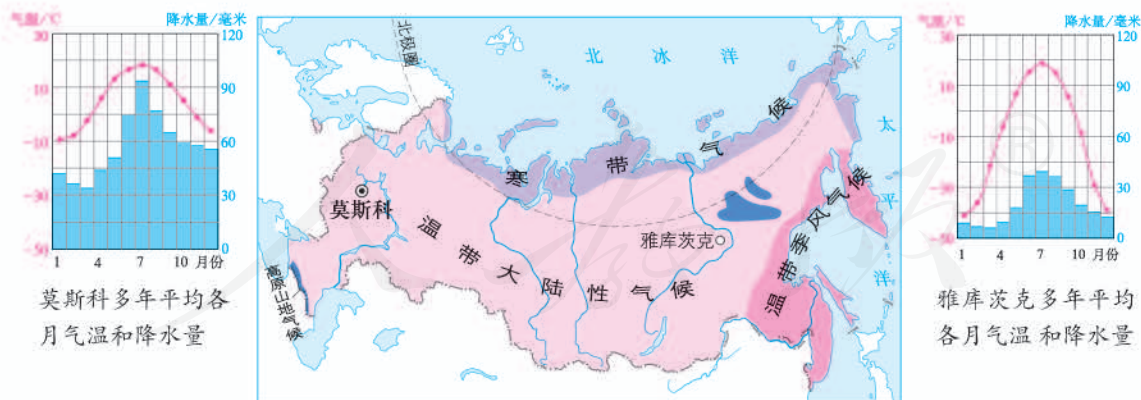 气温/℃ 降水量/毫米
30 120
10 90
-10 60
-30 30
-50 0
1 4 7 10 月份
莫斯科多年平均各
月气温和降水量
北极圈
北冰洋
太平洋
寒带气候
温带大陆性气候
温带季风气候
高原山地气候
莫斯科
雅库茨克
气温/℃ 降水量/毫米
30 120
10 90
-10 60
-30 30
-50 0
1 4 7 10 月份
雅库茨克多年平均
各月气温和降水量